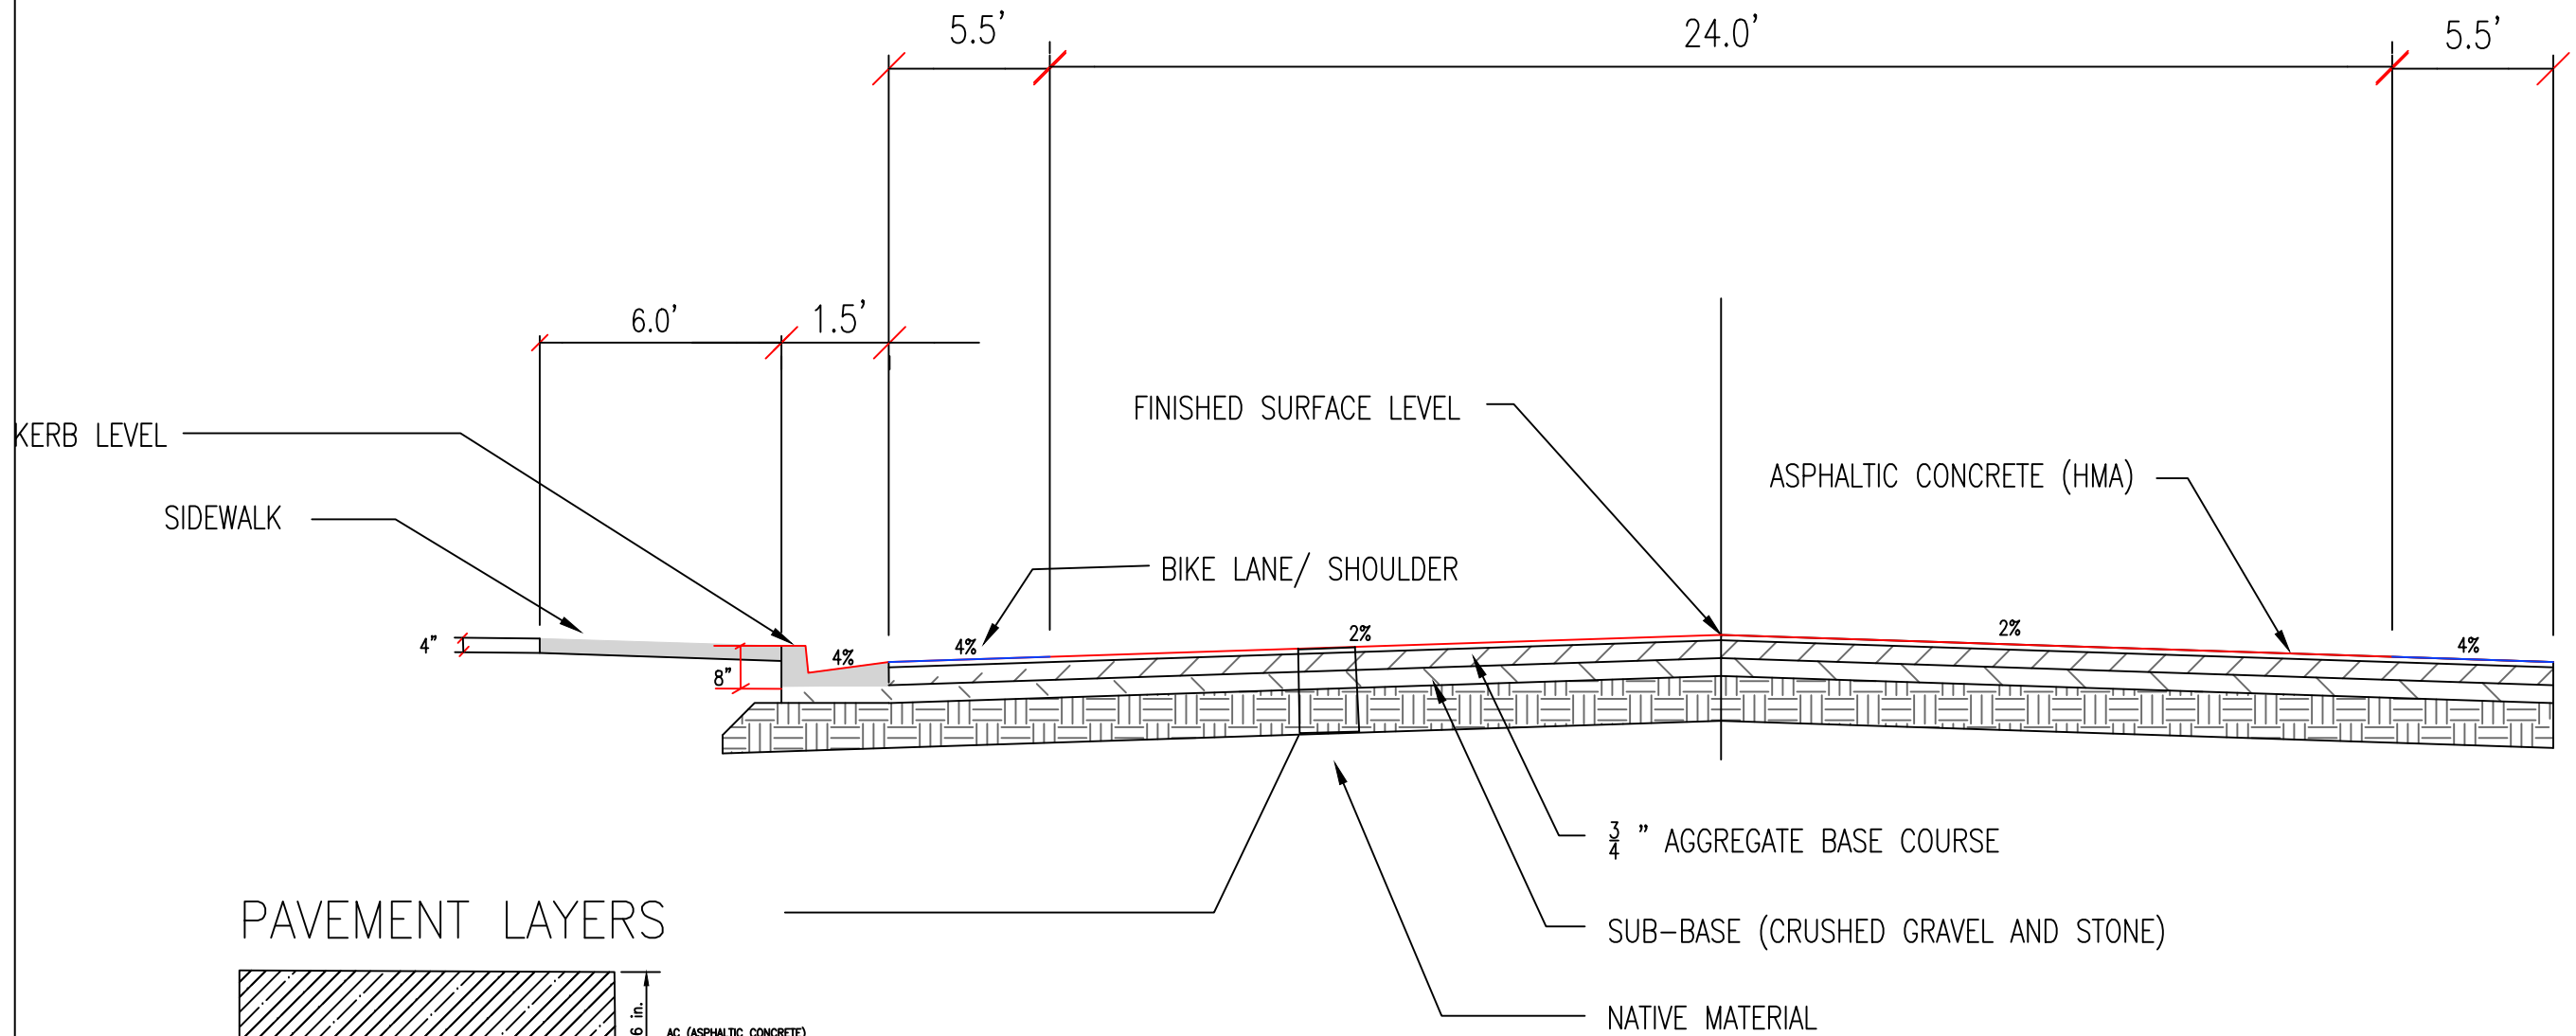 5.5'
24.0'
5.5'
6.0'
1.5'
FINISHED SURFACE LEVEL
KERB LEVEL
ASPHALTIC CONCRETE (HMA)
SIDEWALK
BIKE LANE/ SHOULDER
4"
8"
4%
4%
2%
2%
4%
3/4 " AGGREGATE BASE COURSE
SUB-BASE (CRUSHED GRAVEL AND STONE)
NATIVE MATERIAL
PAVEMENT LAYERS
6 in.
AC (ASPHALTIC CONCRETE)